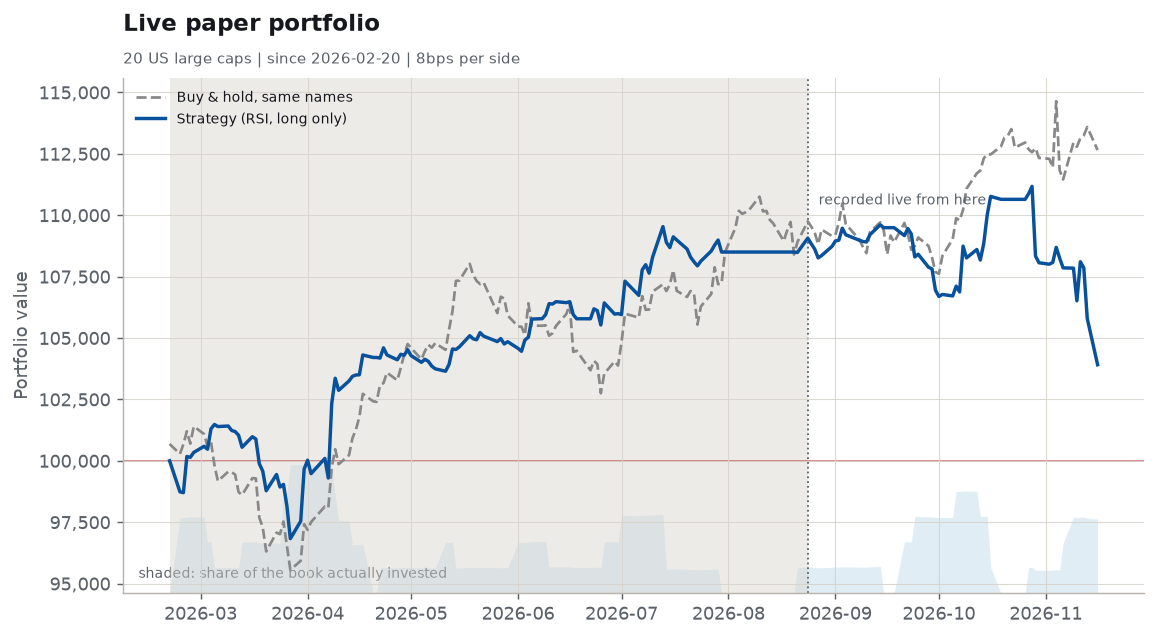 Live paper portfolio
20 US large caps | since 2026-02-20 | 8bps per side
115,000
112,500
110,000
107,500
105,000
102,500
100,000
97,500
95,000
Portfolio value
Buy & hold, same names
Strategy (RSI, long only)
recorded live from here
shaded: share of the book actually invested
2026-03
2026-04
2026-05
2026-06
2026-07
2026-08
2026-09
2026-10
2026-11